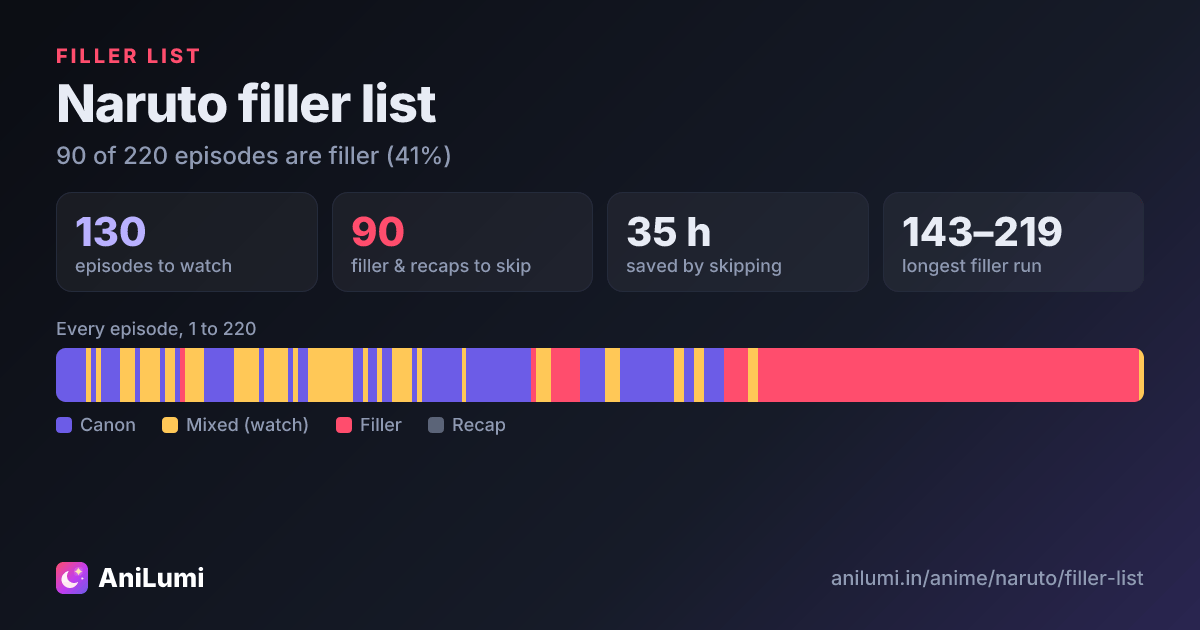 FILLER LIST
Naruto filler list
90 of 220 episodes are filler (41%)
130
episodes to watch
90
filler & recaps to skip
35 h
saved by skipping
143–219
longest filler run
Every episode, 1 to 220
Canon
Mixed (watch)
Filler
Recap
AniLumi
anilumi.in/anime/naruto/filler-list